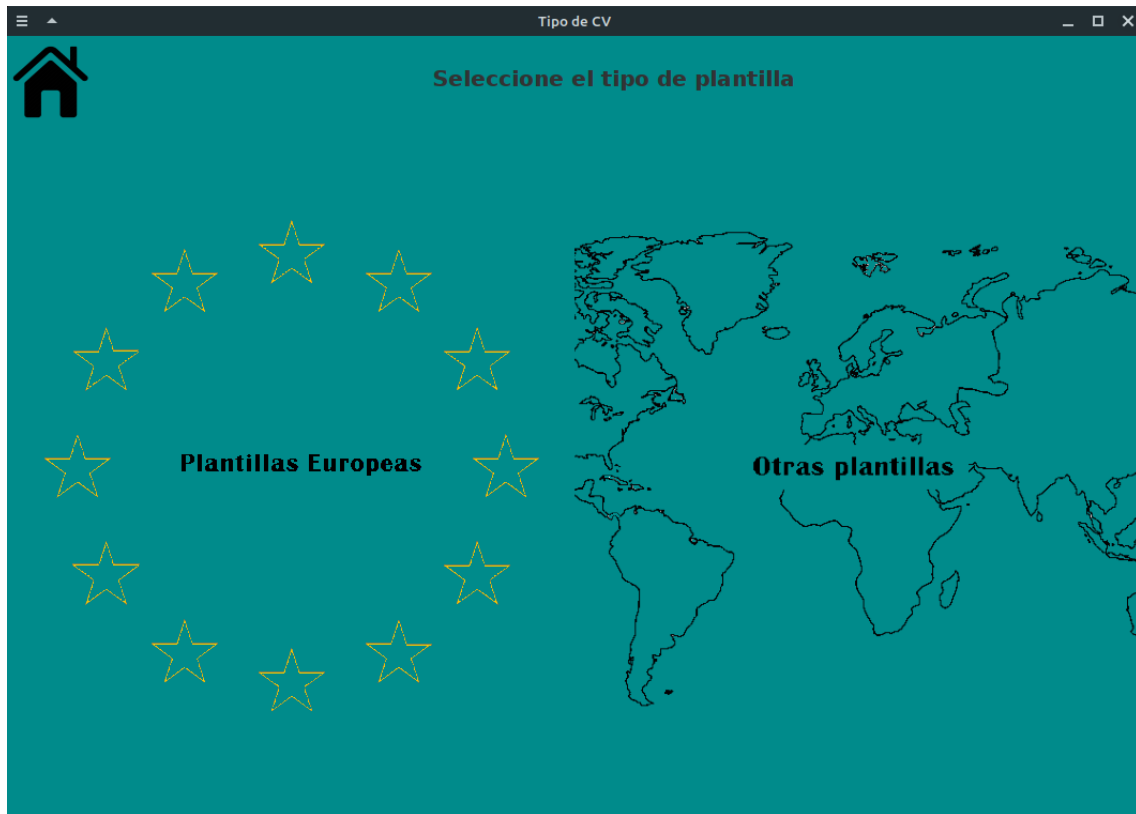 Tipo de CV
Seleccione el tipo de plantilla
Plantillas Europeas
Otras plantillas